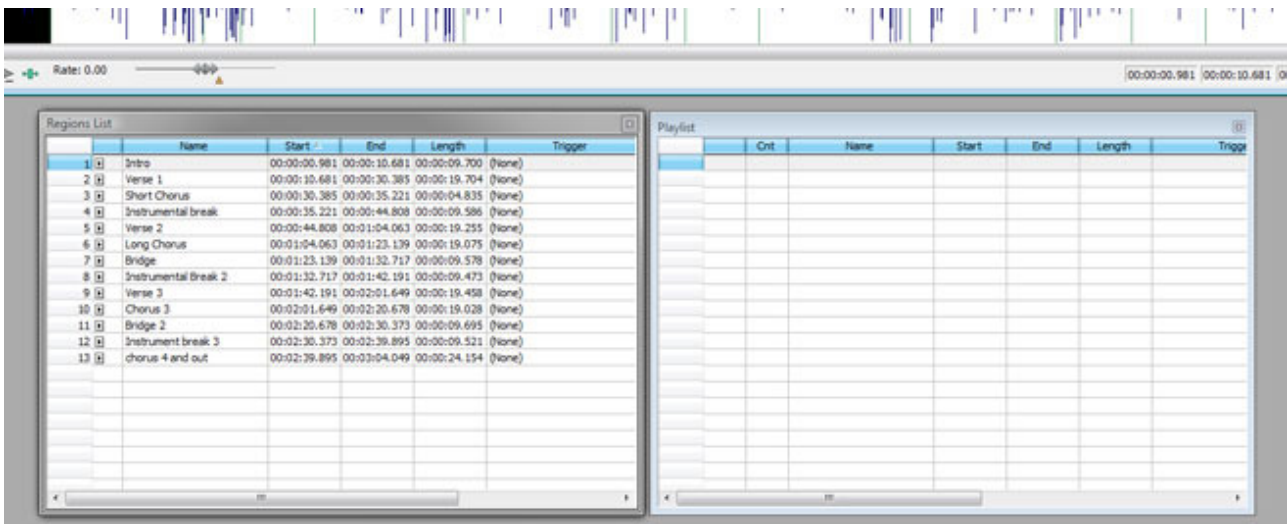 Rate: 0.00
00:00:00.981 00:00:10.681
Regions List
Name Start End Length Trigger
1 Intro 00:00:00.981 00:00:10.681 00:00:09.700 (None)
2 Verse 1 00:00:10.681 00:00:30.385 00:00:19.704 (None)
3 Short Chorus 00:00:30.385 00:00:35.221 00:00:04.835 (None)
4 Instrumental break 00:00:35.221 00:00:44.808 00:00:09.586 (None)
5 Verse 2 00:00:44.808 00:01:04.063 00:00:19.255 (None)
6 Long Chorus 00:01:04.063 00:01:23.139 00:00:19.075 (None)
7 Bridge 00:01:23.139 00:01:32.717 00:00:09.578 (None)
8 Instrumental Break 2 00:01:32.717 00:01:42.191 00:00:09.473 (None)
9 Verse 3 00:01:42.191 00:02:01.649 00:00:19.458 (None)
10 Chorus 3 00:02:01.649 00:02:20.678 00:00:19.028 (None)
11 Bridge 2 00:02:20.678 00:02:30.373 00:00:09.695 (None)
12 Instrument break 3 00:02:30.373 00:02:39.895 00:00:09.521 (None)
13 chorus 4 and out 00:02:39.895 00:03:04.049 00:00:24.154 (None)
Playlist
Cnt Name Start End Length Trigge